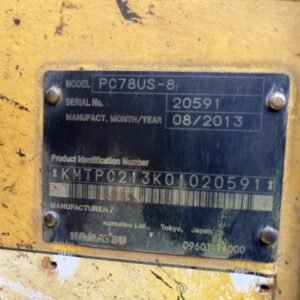 MODEL PC78US-8
SERIAL No. 20591
MANUFACT. MONTH/YEAR 08/2013
Product Identification Number
*KMTPC213K01020591*
MANUFACTURER
Komatsu Ltd., Tokyo, Japan
KOMATSU